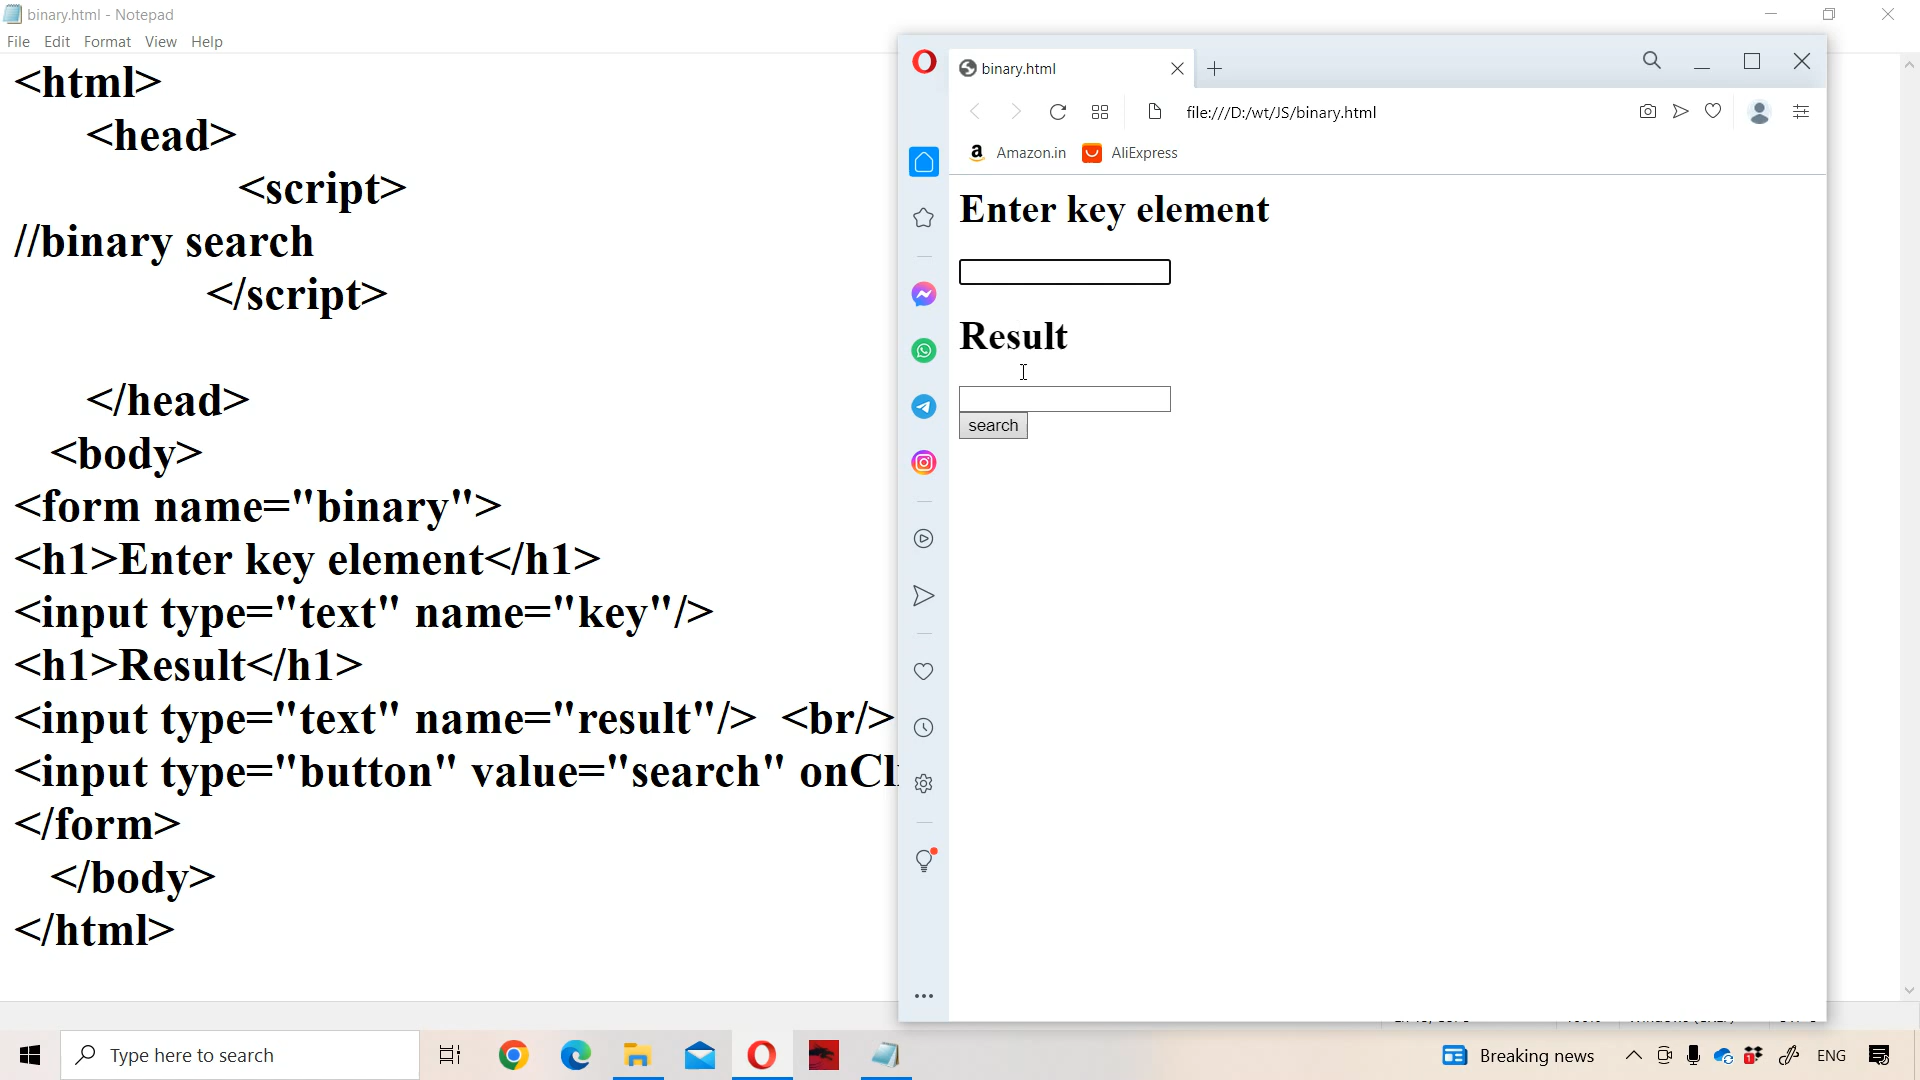 binary.html - Notepad
File Edit Format View Help
<html>
<head>
<script>
//binary search
</script>
</head>
<body>
<form name="binary">
<h1>Enter key element</h1>
<input type="text" name="key"/>
<h1>Result</h1>
<input type="text" name="result"/> <br/>
<input type="button" value="search" onCl
</form>
</body>
</html>
binary.html
file:///D:/wt/JS/binary.html
a Amazon.in AliExpress
Enter key element
Result
search
Type here to search
Breaking news
1
ENG